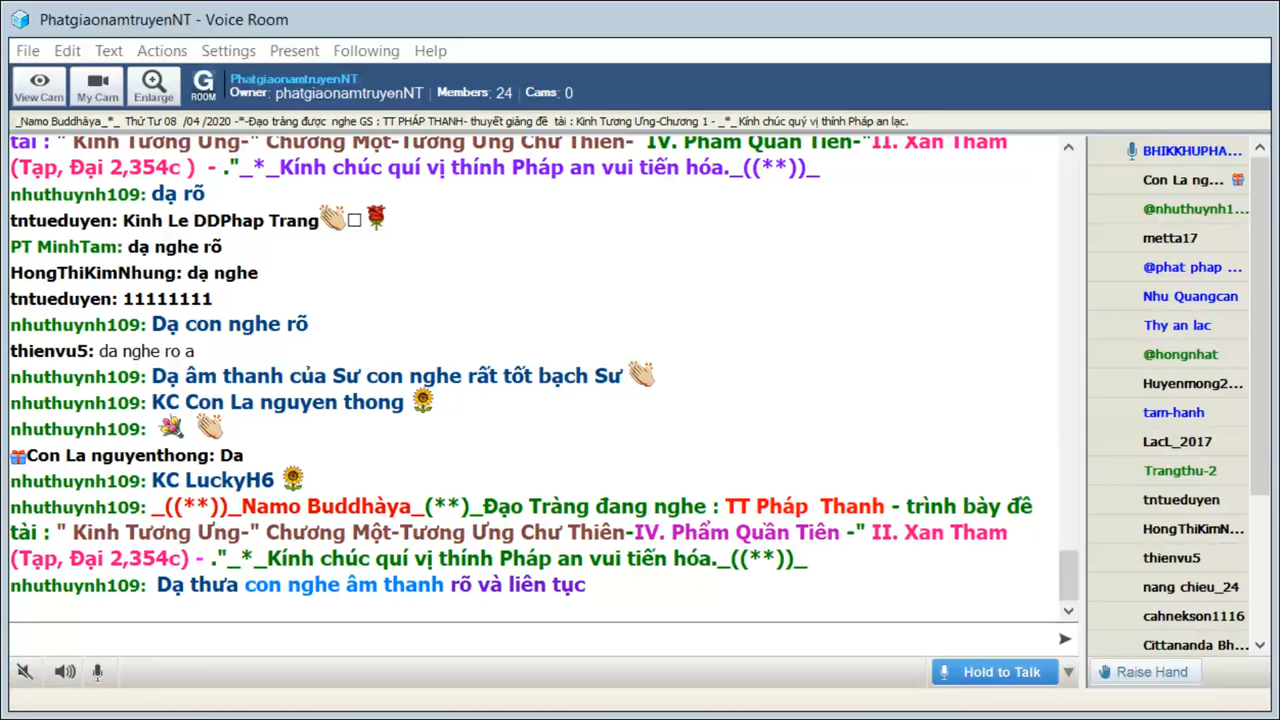 PhatgiaonamtruyenNT - Voice Room
File Edit Text Actions Settings Present Following Help
View Cam My Cam Enlarge G ROOM
PhatgiaonamtruyenNT
Owner: phatgiaonamtruyenNT Members: 24 Cams: 0
_Namo Buddhàya_*_ Thứ Tư 08 /04 /2020 -*-Đạo tràng được nghe GS : TT PHÁP THANH- thuyết giảng đề tài : Kinh Tương Ưng-Chương 1 - _*_ Kính chúc quý vị thính Pháp an lạc.
tài : " Kinh Tương Ưng-" Chương Một-Tương Ưng Chư Thiên- IV. Phẩm Quần Tiên-"II. Xan Tham
(Tạp, Đại 2,354c ) - ."_*_Kính chúc quí vị thính Pháp an vui tiến hóa._((**))_
nhuthuynh109: dạ rõ
tntueduyen: Kinh Le DDPhap Trang👏□🌹
PT MinhTam: dạ nghe rõ
HongThiKimNhung: dạ nghe
tntueduyen: 11111111
nhuthuynh109: Dạ con nghe rõ
thienvu5: da nghe ro a
nhuthuynh109: Dạ âm thanh của Sư con nghe rất tốt bạch Sư 👏
nhuthuynh109: KC Con La nguyen thong 🌻
nhuthuynh109: 💐 👏
🎁Con La nguyenthong: Da
nhuthuynh109: KC LuckyH6 🌻
nhuthuynh109: _((**))_Namo Buddhàya_(**)_Đạo Tràng đang nghe : TT Pháp Thanh - trình bày đề
tài : " Kinh Tương Ưng-" Chương Một-Tương Ưng Chư Thiên-IV. Phẩm Quần Tiên -" II. Xan Tham
(Tạp, Đại 2,354c) - ."_*_Kính chúc quí vị thính Pháp an vui tiến hóa._((**))_
nhuthuynh109: Dạ thưa con nghe âm thanh rõ và liên tục
BHIKKHUPHA...
Con La ng... 🎁
@nhuthuynh1...
metta17
@phat phap ...
Nhu Quangcan
Thy an lac
@hongnhat
Huyenmong2...
tam-hanh
LacL_2017
Trangthu-2
tntueduyen
HongThiKimN...
thienvu5
nang chieu_24
cahnekson1116
Cittananda Bh...
Hold to Talk
Raise Hand